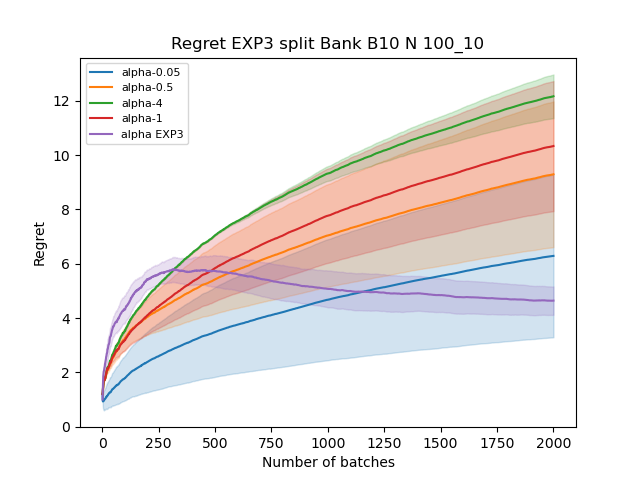 Regret EXP3 split Bank B10 N 100_10
alpha-0.05
alpha-0.5
alpha-4
alpha-1
alpha EXP3
Regret
12
10
8
6
4
2
0
0 250 500 750 1000 1250 1500 1750 2000
Number of batches